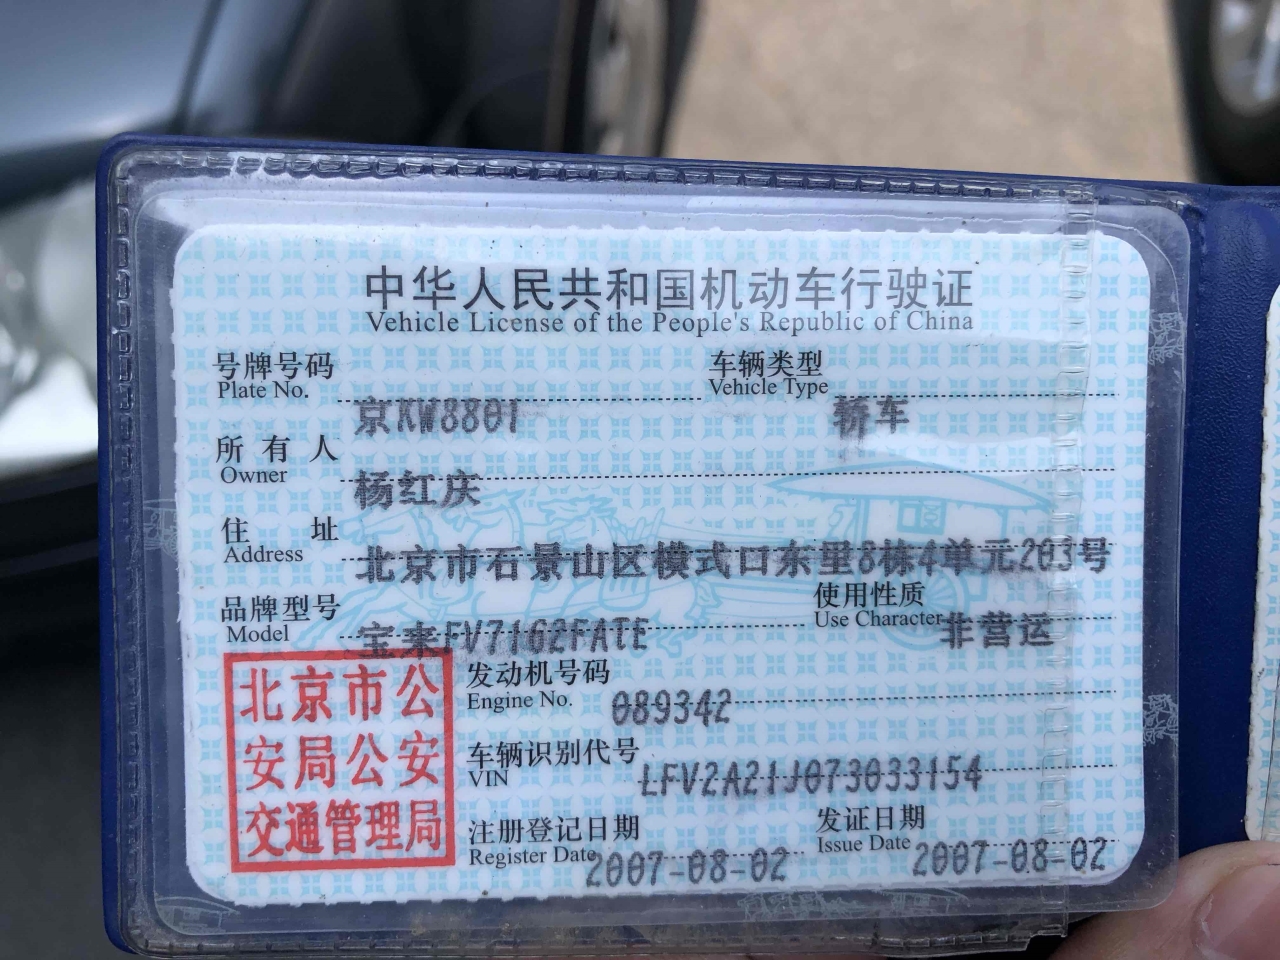 中华人民共和国机动车行驶证
Vehicle License of the People's Republic of China
号牌号码 车辆类型
Plate No. Vehicle Type
京KW8801 轿车
所有人
Owner
杨红庆
住址
Address
北京市石景山区模式口东里8栋4单元203号
品牌型号 使用性质
Model Use Character
宝来FV7162FATE 非营运
北京市公
安局公安
交通管理局
发动机号码
Engine No.
089342
车辆识别代号
VIN
LFV2A21J073033154
注册登记日期 发证日期
Register Date Issue Date
2007-08-02 2007-08-02